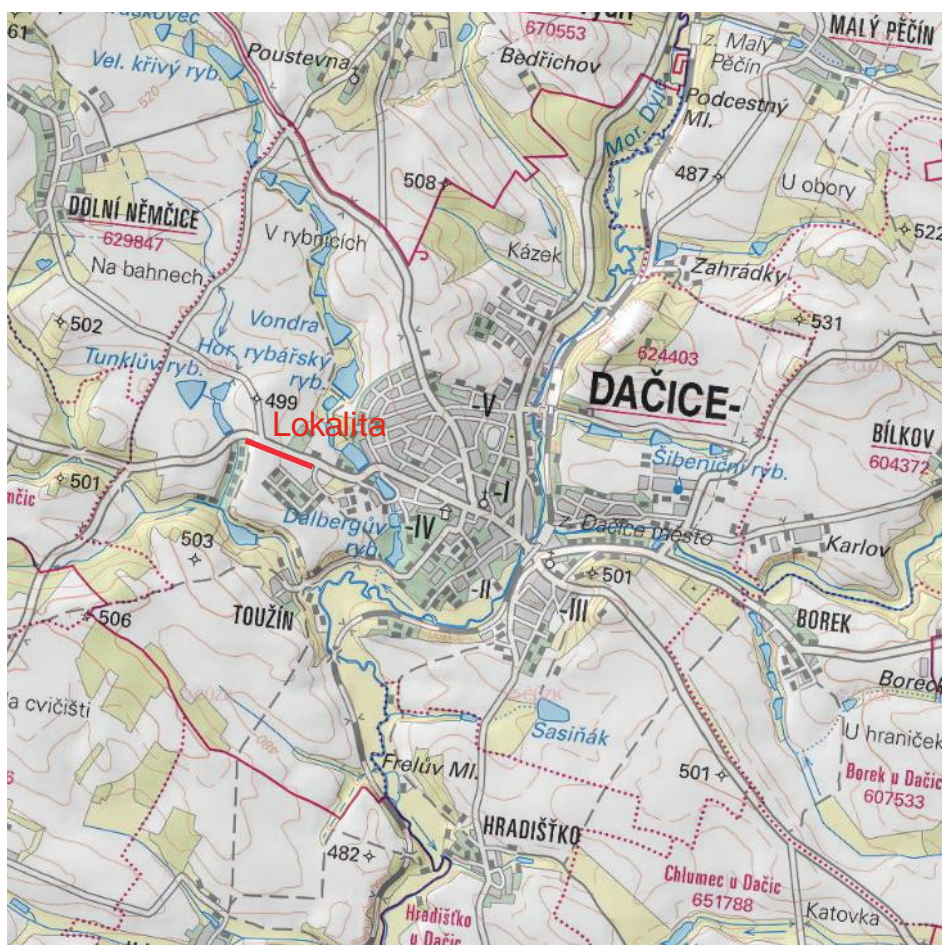 670553
MALÝ PĚČÍN
61
Poustevna
Bedřichov
z. Malý
Pěčín
Vel. křivý ryb.
620
Mor. Dyje
Podcestný
Ml.
508
487
U obory
DOLNÍ NĚMČICE
629847
V rybnících
522
Kázek
Na bahnech
Zahrádky
502
Vondra
531
Hor. rybářský
ryb.
Tunklův ryb.
624403
499
DAČICE-
Lokalita
-V
BÍLKOV
604372
Šibeniční ryb.
501
-I
Dalbergův
ryb.
-IV
z. Dačice město
503
Karlov
501
-II
TOUŽÍN
-III
506
BOREK
a cvičišti
480
Sasiňák
U hraniček
Frelův Ml.
501
Borek u Dačic
607533
HRADIŠŤKO
482
Chlumec u Dačic
651788
Hradišťko
u Dačic
Katovka